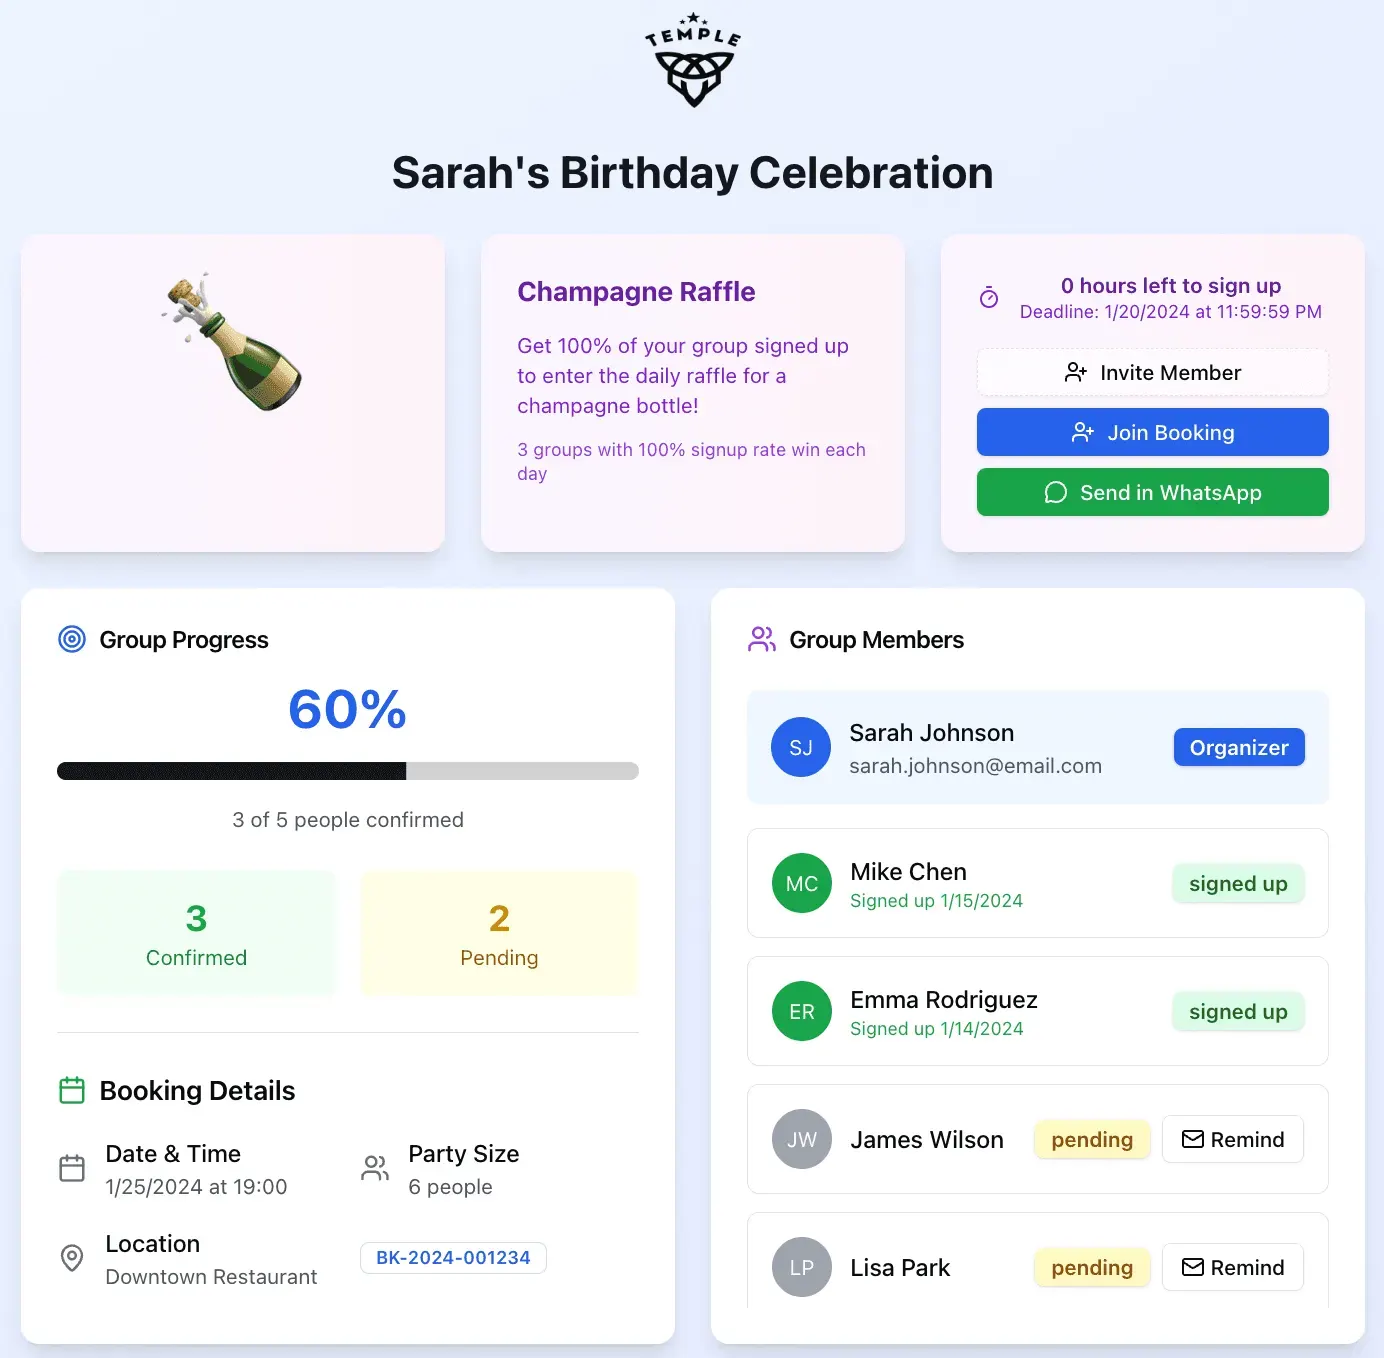 TEMPLE
Sarah's Birthday Celebration
Champagne Raffle
Get 100% of your group signed up
to enter the daily raffle for a
champagne bottle!
3 groups with 100% signup rate win each
day
0 hours left to sign up
Deadline: 1/20/2024 at 11:59:59 PM
Invite Member
Join Booking
Send in WhatsApp
Group Progress
60%
3 of 5 people confirmed
3
Confirmed
2
Pending
Booking Details
Date & Time
1/25/2024 at 19:00
Party Size
6 people
Location
Downtown Restaurant
BK-2024-001234
Group Members
SJ
Sarah Johnson
sarah.johnson@email.com
Organizer
MC
Mike Chen
Signed up 1/15/2024
signed up
ER
Emma Rodriguez
Signed up 1/14/2024
signed up
JW
James Wilson
pending
Remind
LP
Lisa Park
pending
Remind